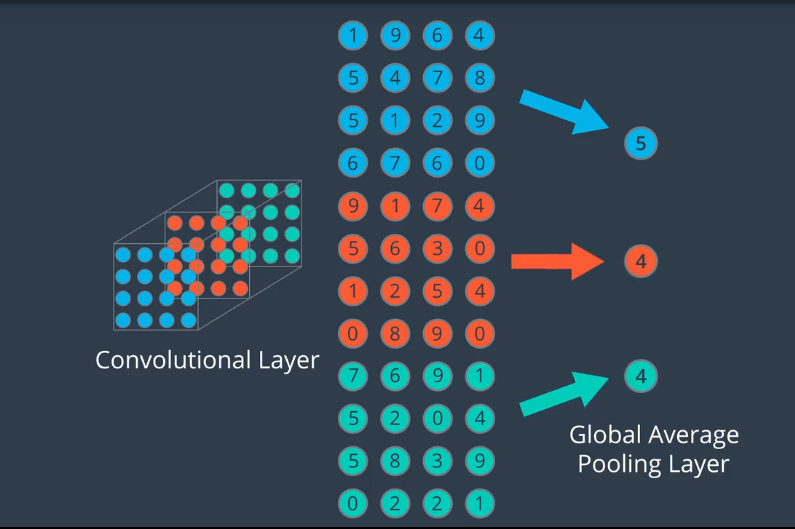 1 9 6 4
5 4 7 8
5 1 2 9
6 7 6 0
9 1 7 4
5 6 3 0
1 2 5 4
0 8 9 0
7 6 9 1
5 2 0 4
5 8 3 9
0 2 2 1
5
4
4
Convolutional Layer
Global Average
Pooling Layer